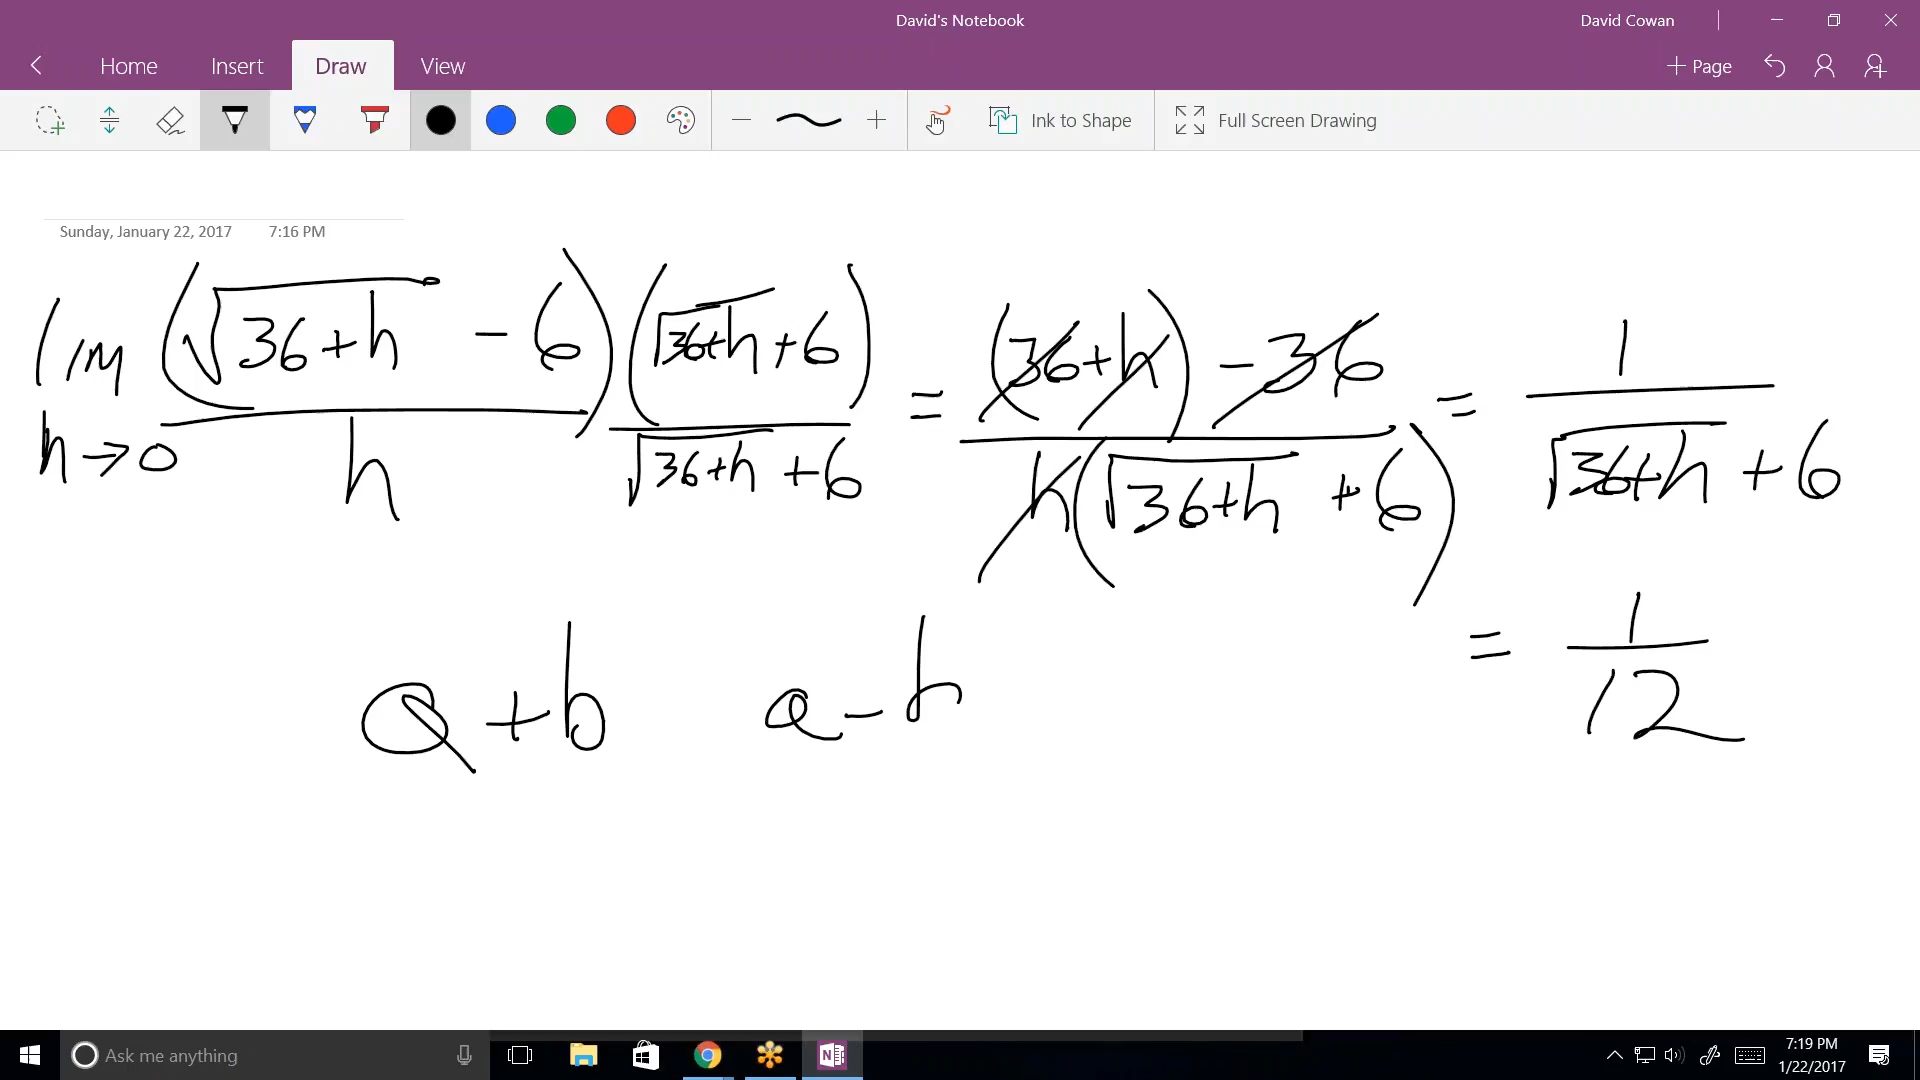 David's Notebook
David Cowan
Home Insert Draw View
Page
Ink to Shape
Full Screen Drawing
Sunday, January 22, 2017 7:16 PM
lim h→0 (√(36+h) - 6)/h · (√(36+h) + 6)/(√(36+h) + 6) = ((36+h) - 36)/(h(√(36+h) + 6)) = 1/(√(36+h) + 6)
= 1/12
a+b a-b
Ask me anything
N
7:19 PM
1/22/2017